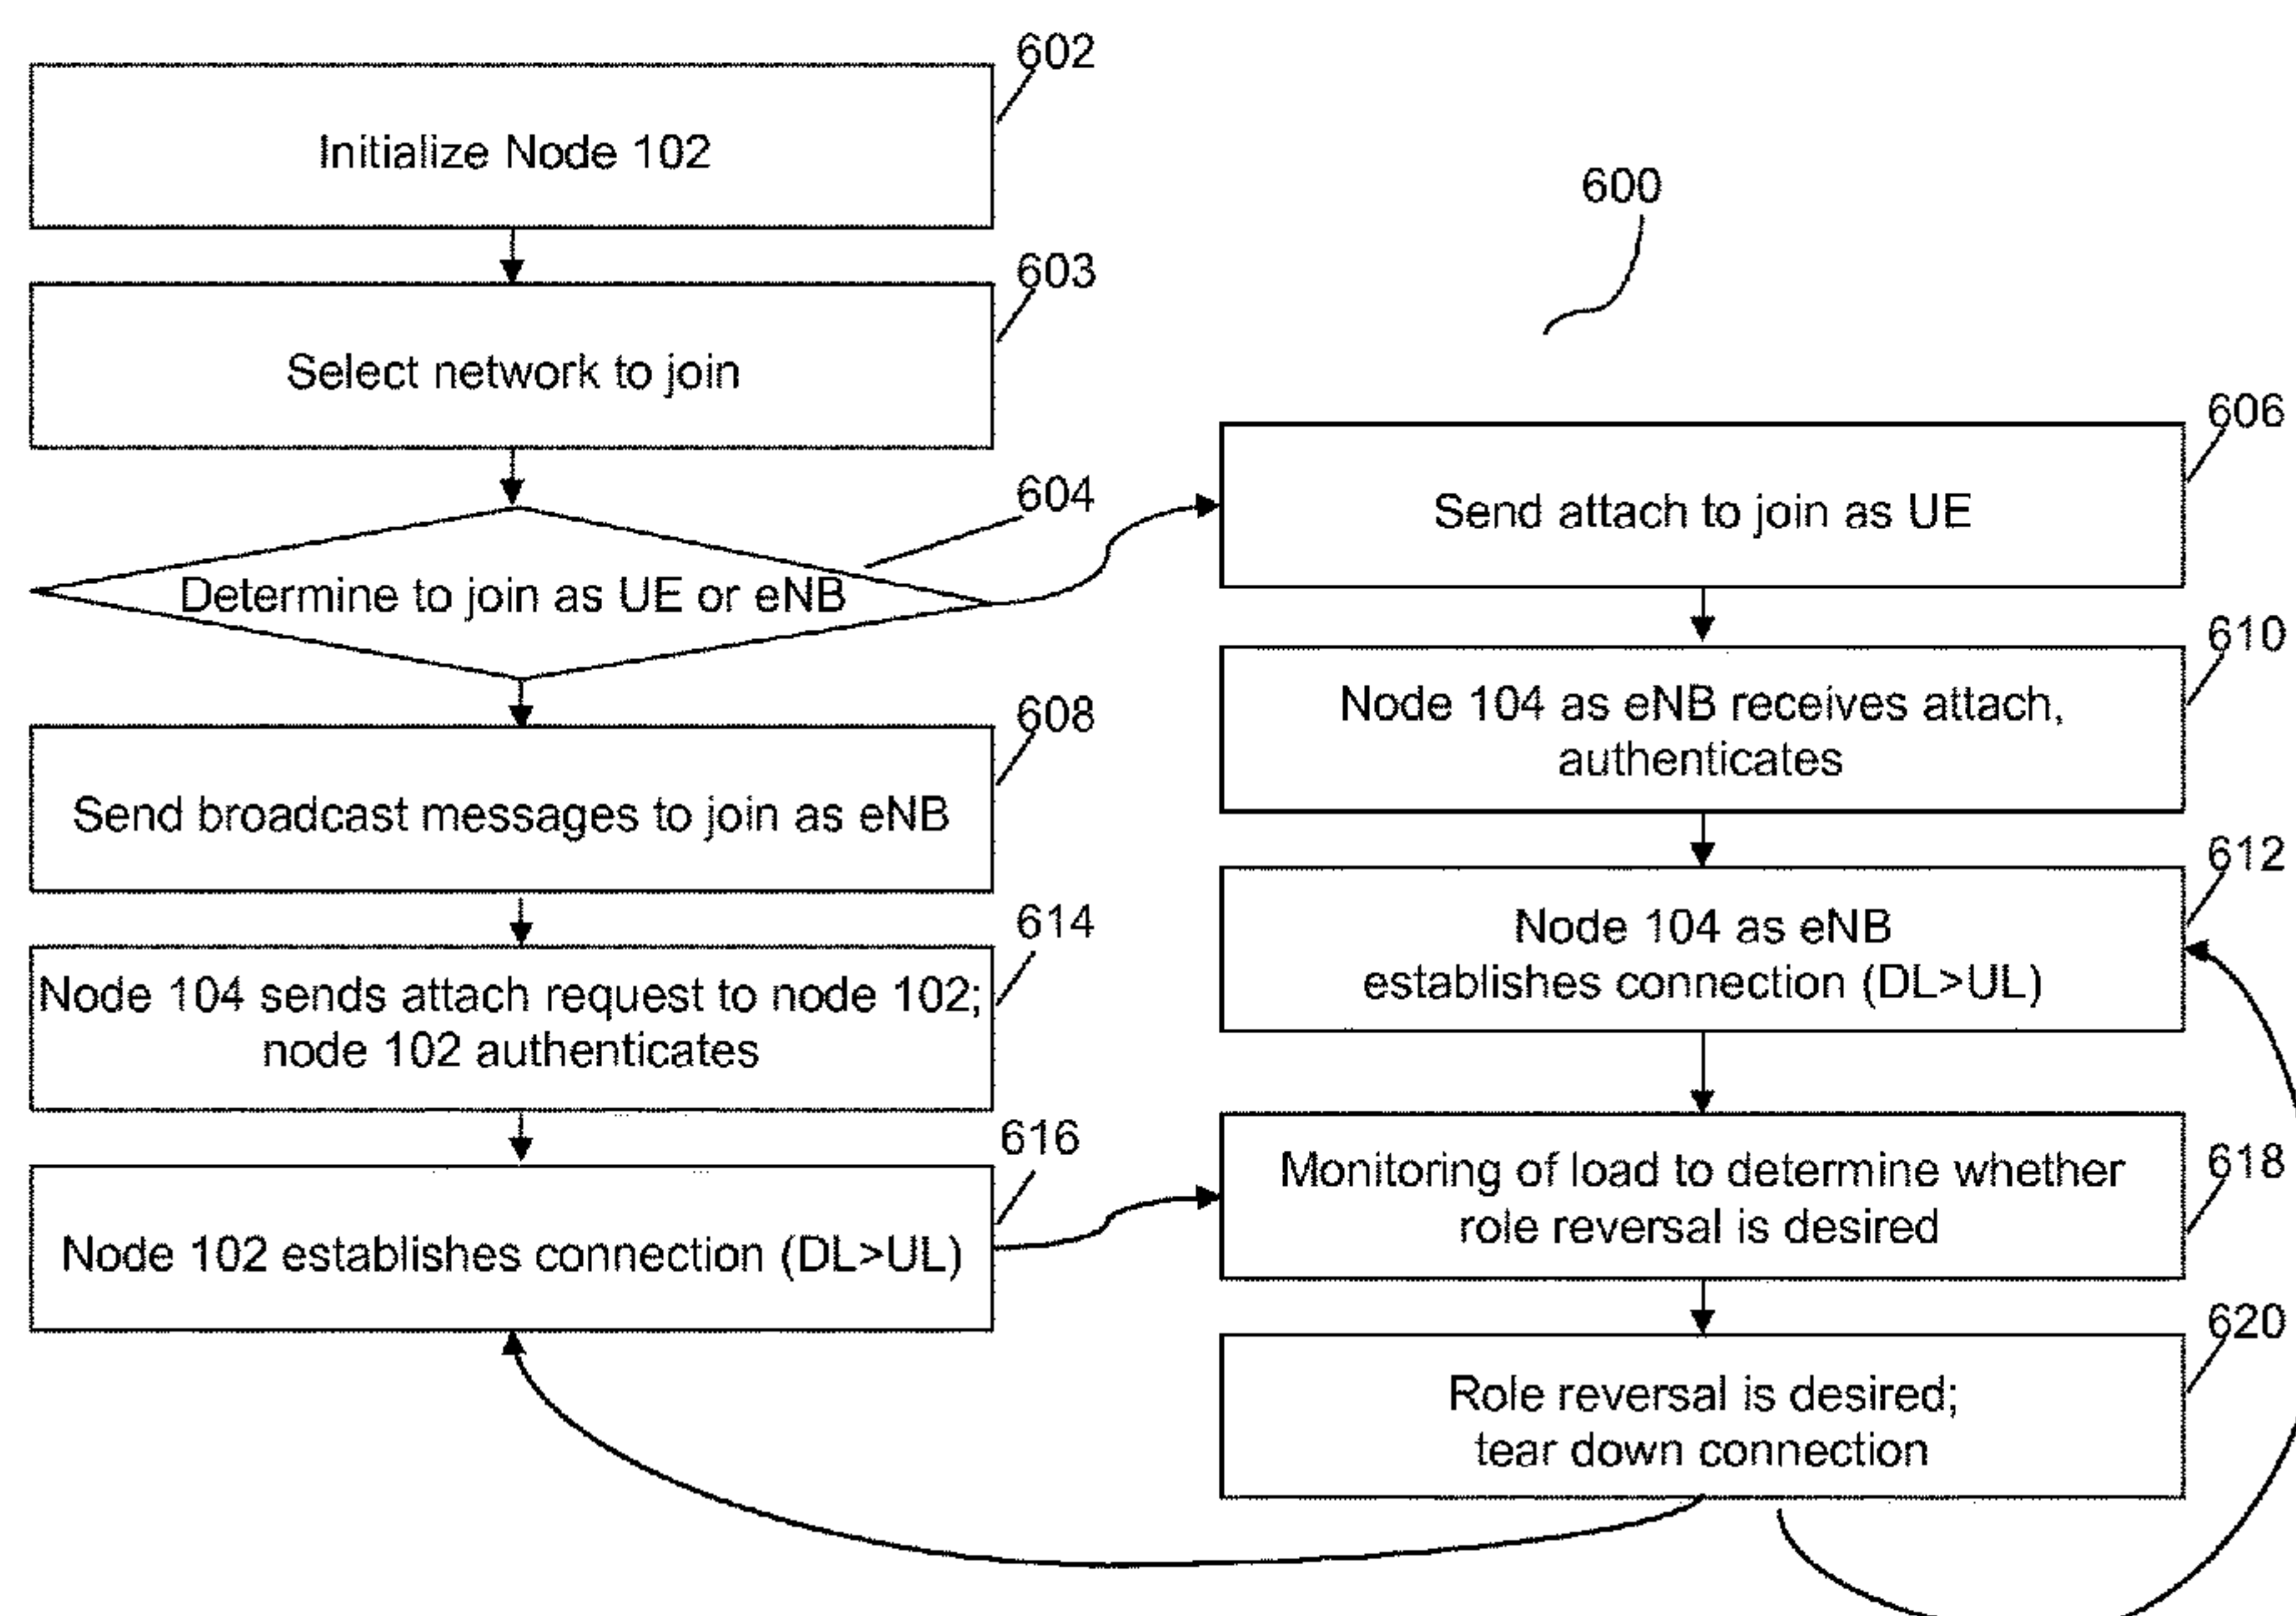 602
Initialize Node 102
600
603
Select network to join
606
Send attach to join as UE
604
Determine to join as UE or eNB
610
Node 104 as eNB receives attach,
authenticates
608
Send broadcast messages to join as eNB
612
Node 104 as eNB
establishes connection (DL>UL)
614
Node 104 sends attach request to node 102;
node 102 authenticates
616
Node 102 establishes connection (DL>UL)
618
Monitoring of load to determine whether
role reversal is desired
620
Role reversal is desired;
tear down connection